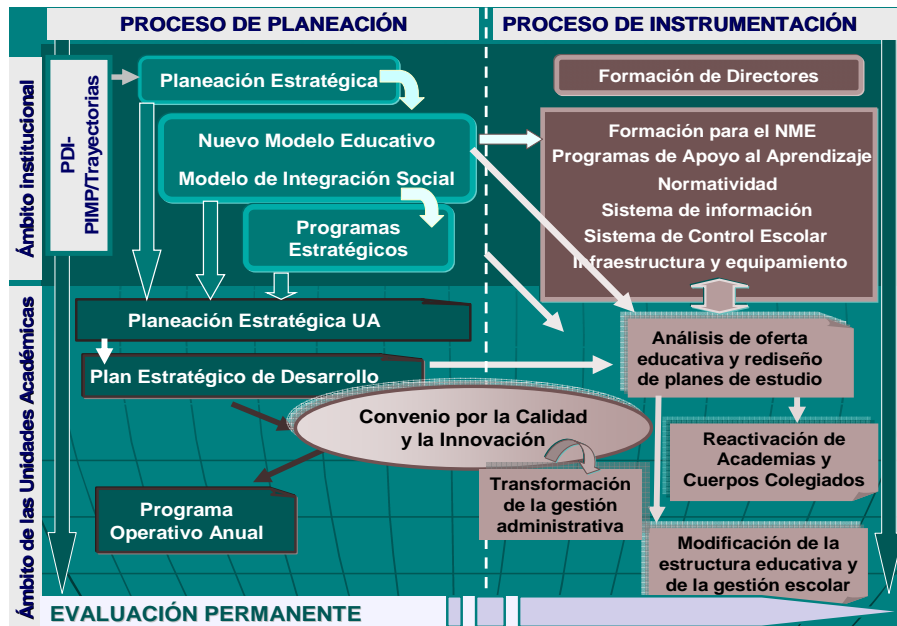 PROCESO DE PLANEACIÓN
PROCESO DE INSTRUMENTACIÓN
Ámbito institucional
PDI-
PIMP/Trayectorias
Planeación Estratégica
Nuevo Modelo Educativo
Modelo de Integración Social
Programas
Estratégicos
Formación de Directores
Formación para el NME
Programas de Apoyo al Aprendizaje
Normatividad
Sistema de información
Sistema de Control Escolar
Infraestructura y equipamiento
Ámbito de las Unidades Académicas
Planeación Estratégica UA
Plan Estratégico de Desarrollo
Convenio por la Calidad
y la Innovación
Programa
Operativo Anual
Análisis de oferta
educativa y rediseño
de planes de estudio
Reactivación de
Academias y
Cuerpos Colegiados
Transformación
de la gestión
administrativa
Modificación de la
estructura educativa y
de la gestión escolar
EVALUACIÓN PERMANENTE